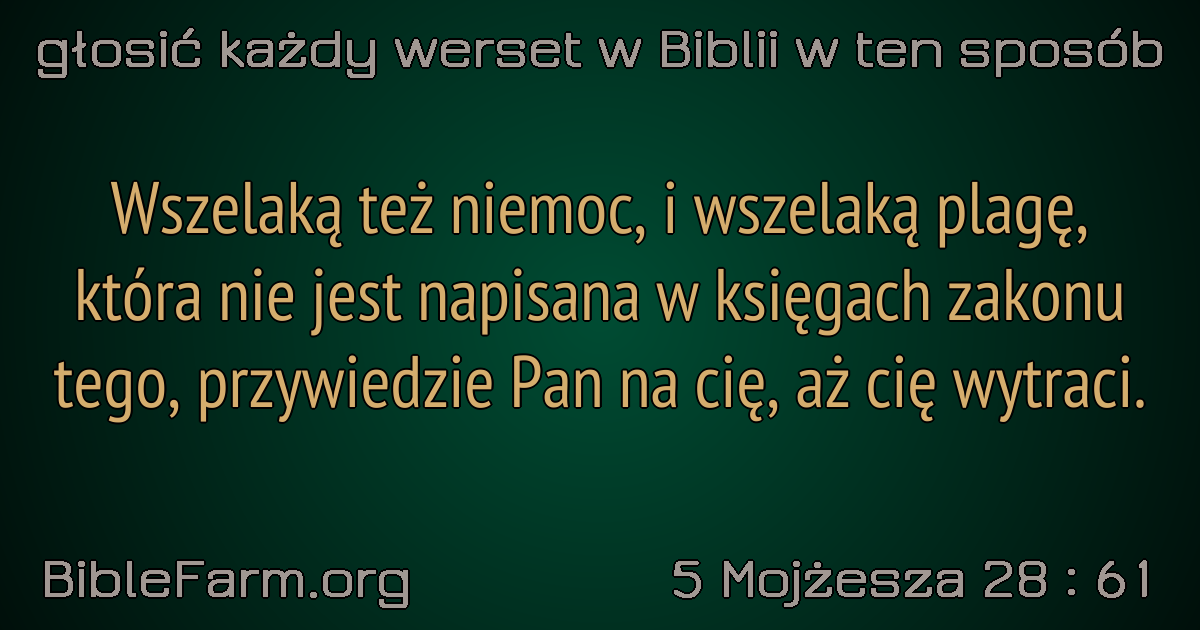 głosić każdy werset w Biblii w ten sposób
Wszelaką też niemoc, i wszelaką plagę,
która nie jest napisana w księgach zakonu
tego, przywiedzie Pan na cię, aż cię wytraci.
BibleFarm.org
5 Mojżesza 28 : 61